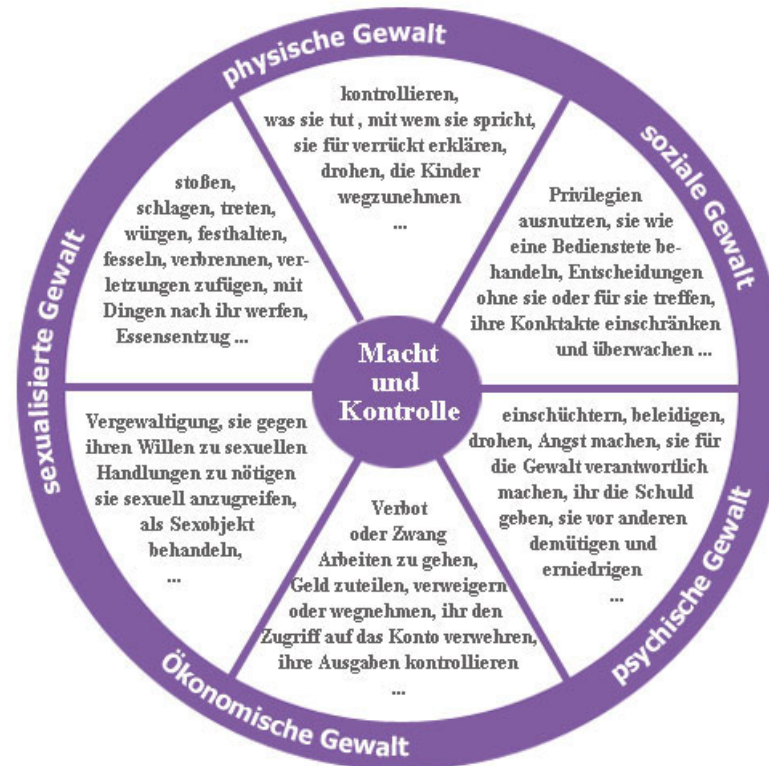 physische Gewalt
soziale Gewalt
psychische Gewalt
Ökonomische Gewalt
sexualisierte Gewalt
kontrollieren,
was sie tut , mit wem sie spricht,
sie für verrückt erklären,
drohen, die Kinder
wegzunehmen
...
Privilegien
ausnutzen, sie wie
eine Bedienstete be-
handeln, Entscheidungen
ohne sie oder für sie treffen,
ihre Konktakte einschränken
und überwachen ...
einschüchtern, beleidigen,
drohen, Angst machen, sie für
die Gewalt verantwortlich
machen, ihr die Schuld
geben, sie vor anderen
demütigen und
erniedrigen
...
Verbot
oder Zwang
Arbeiten zu gehen,
Geld zuteilen, verweigern
oder wegnehmen, ihr den
Zugriff auf das Konto verwehren,
ihre Ausgaben kontrollieren
...
Vergewaltigung, sie gegen
ihren Willen zu sexuellen
Handlungen zu nötigen
sie sexuell anzugreifen,
als Sexobjekt
behandeln,
...
stoßen,
schlagen, treten,
würgen, festhalten,
fesseln, verbrennen, ver-
letzungen zufügen, mit
Dingen nach ihr werfen,
Essensentzug ...
Macht
und
Kontrolle